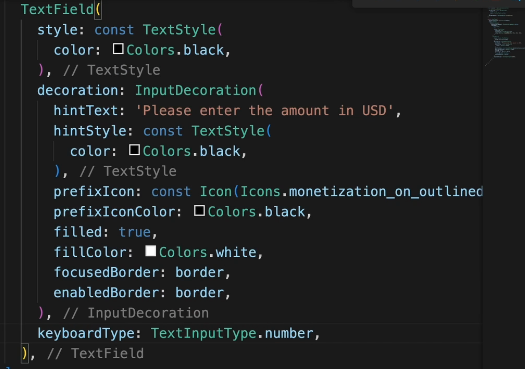 TextField(
style: const TextStyle(
color: Colors.black,
), // TextStyle
decoration: InputDecoration(
hintText: 'Please enter the amount in USD',
hintStyle: const TextStyle(
color: Colors.black,
), // TextStyle
prefixIcon: const Icon(Icons.monetization_on_outlined
prefixIconColor: Colors.black,
filled: true,
fillColor: Colors.white,
focusedBorder: border,
enabledBorder: border,
), // InputDecoration
keyboardType: TextInputType.number,
), // TextField